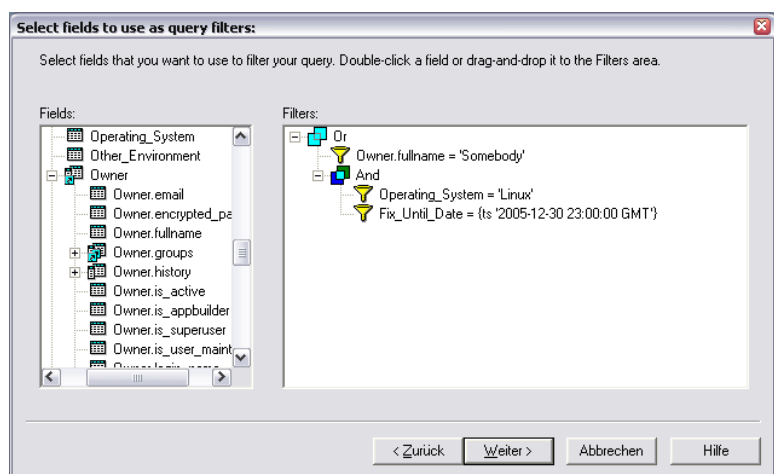 Select fields to use as query filters:
Select fields that you want to use to filter your query. Double-click a field or drag-and-drop it to the Filters area.
Fields:
Operating_System
Other_Environment
Owner
Owner.email
Owner.encrypted_pa
Owner.fullname
Owner.groups
Owner.history
Owner.is_active
Owner.is_appbuilder
Owner.is_superuser
Owner.is_user_maint
Owner.login_name
Filters:
Or
Owner.fullname = 'Somebody'
And
Operating_System = 'Linux'
Fix_Until_Date = {ts '2005-12-30 23:00:00 GMT'}
< Zurück
Weiter >
Abbrechen
Hilfe